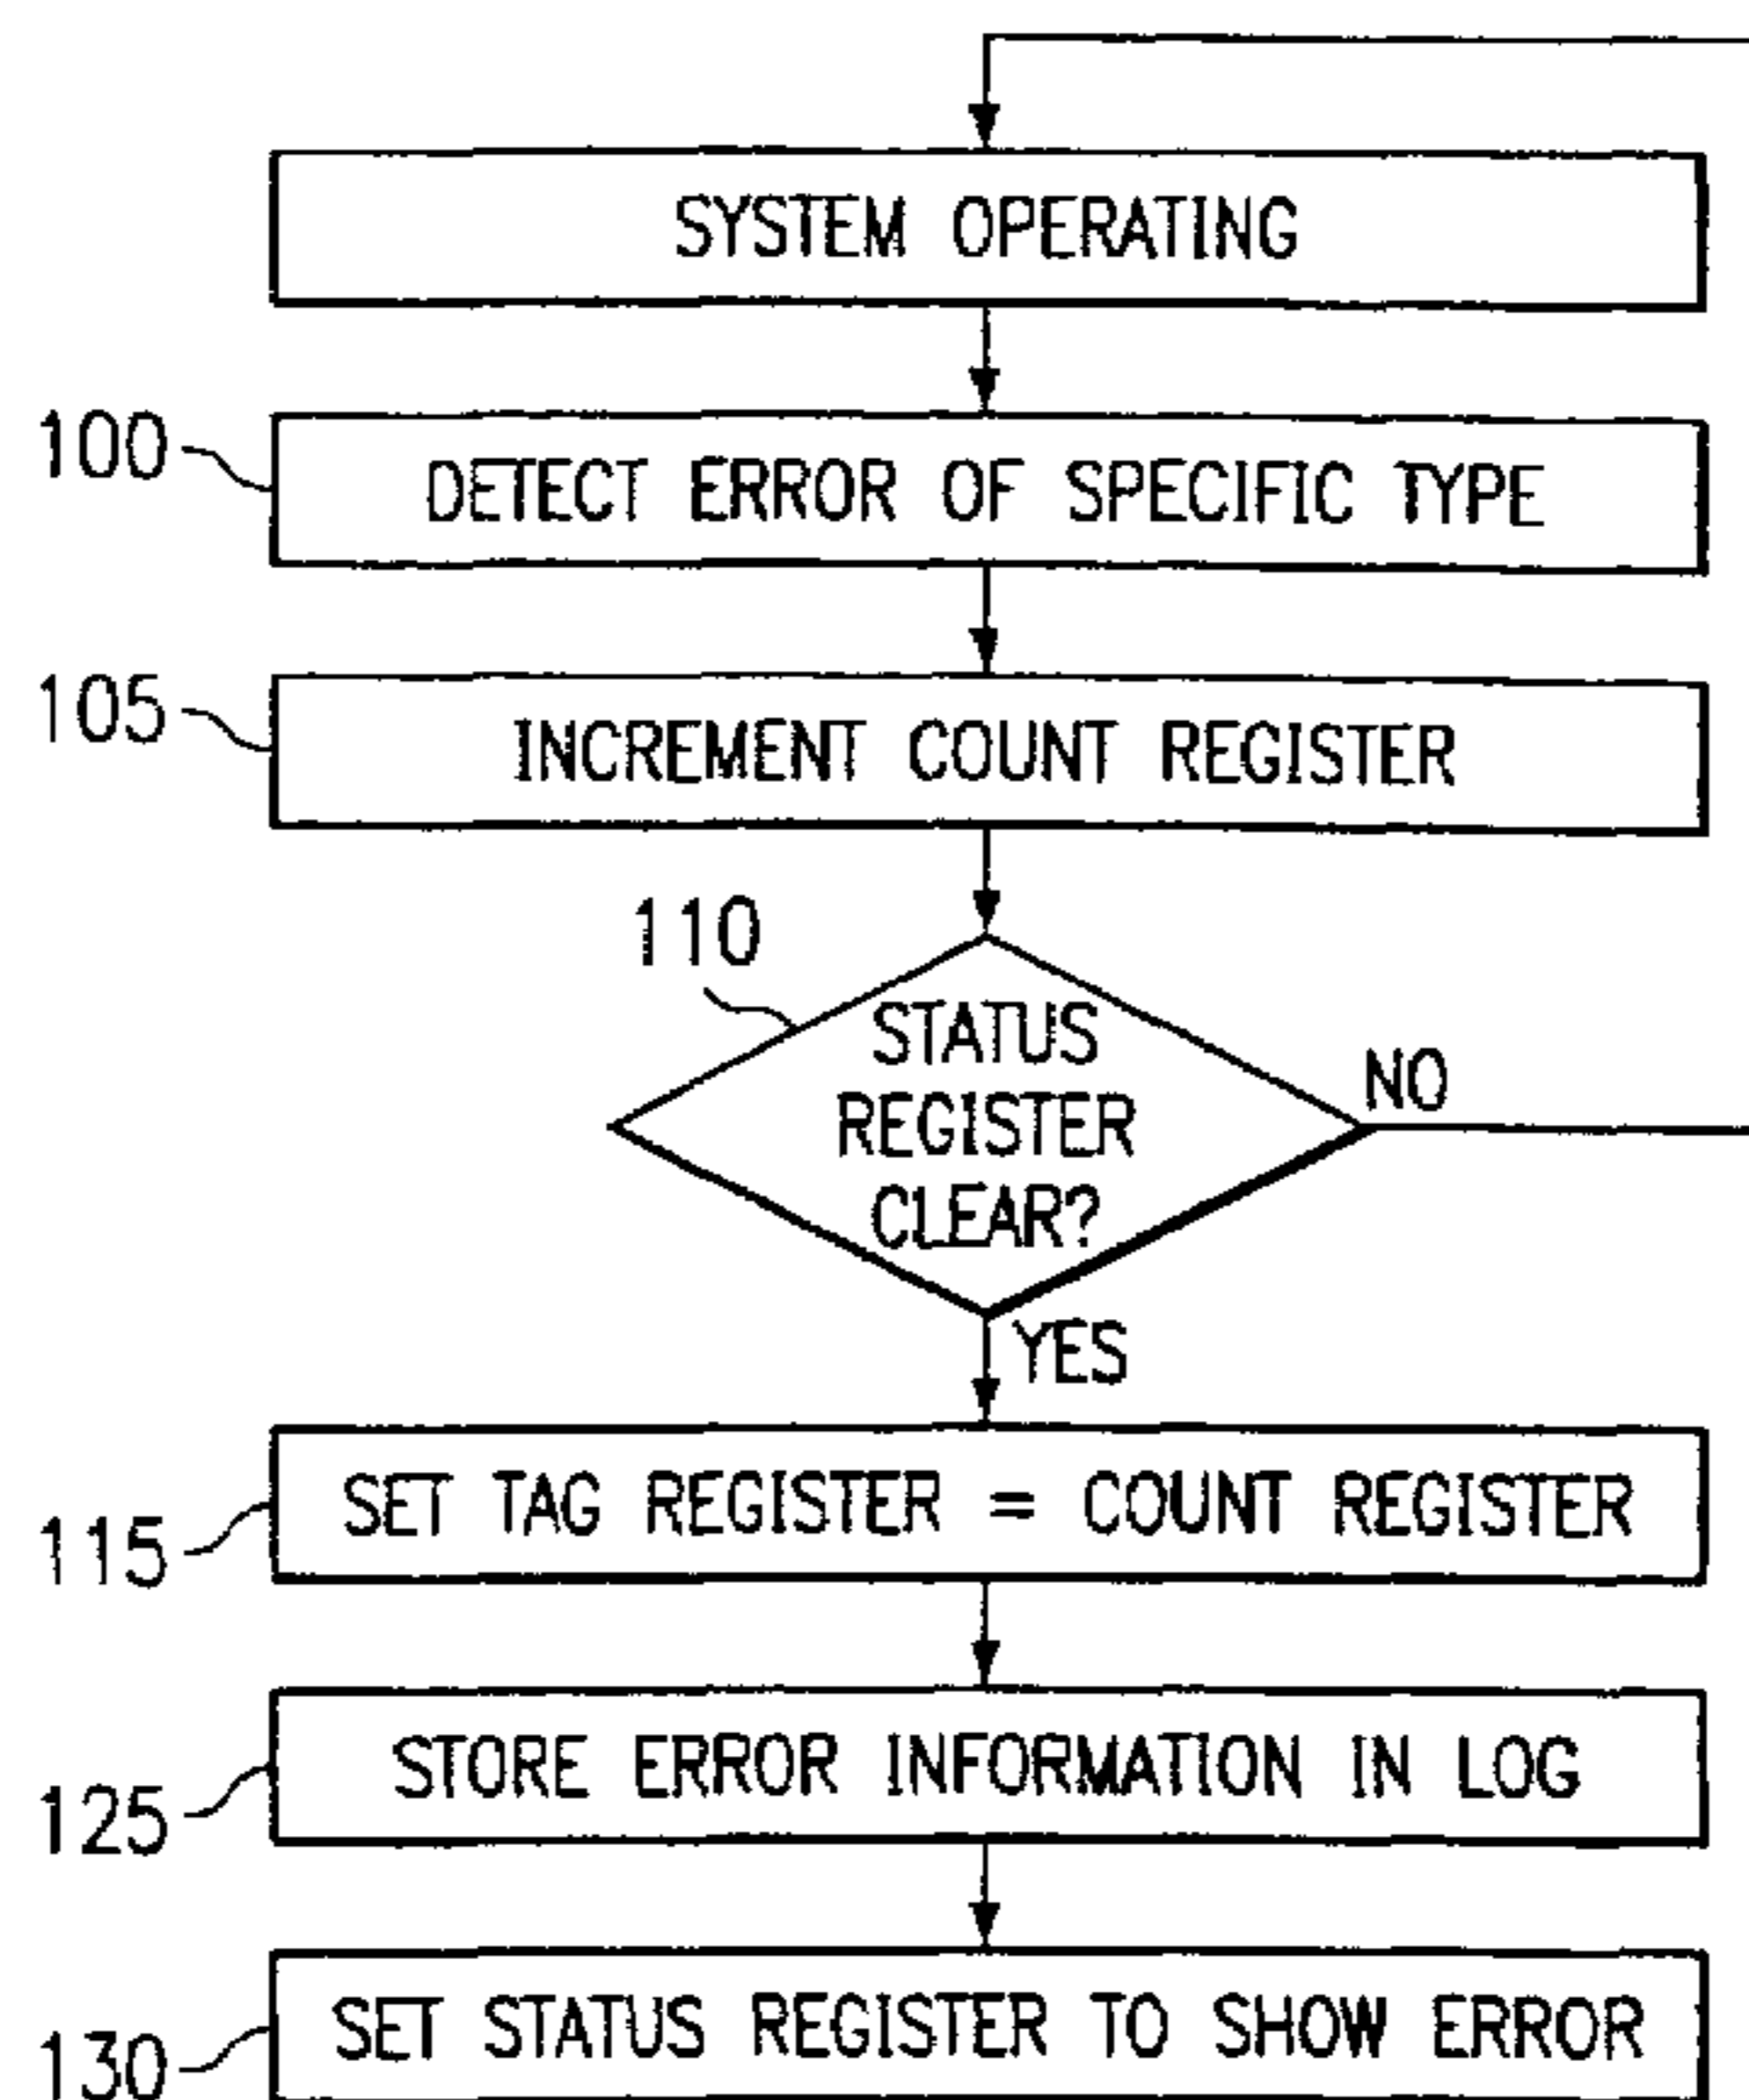 SYSTEM OPERATING
100
DETECT ERROR OF SPECIFIC TYPE
105
INCREMENT COUNT REGISTER
110
STATUS
REGISTER
CLEAR?
NO
YES
SET TAG REGISTER = COUNT REGISTER
115
STORE ERROR INFORMATION IN LOG
125
SET STATUS REGISTER TO SHOW ERROR
130